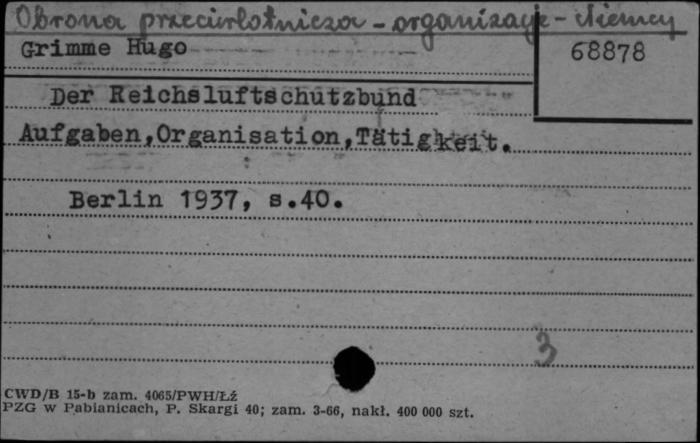 Obrona przeciwlotnicza - organizacje - Niemcy
Grimme Hugo
68878
Der Reichsluftschutzbund
Aufgaben,Organisation,Tätigkeit.
Berlin 1937, s.40.
3
CWD/B 15-b zam. 4065/PWH/Łź
PZG w Pabianicach, P. Skargi 40; zam. 3-66, nakł. 400 000 szt.